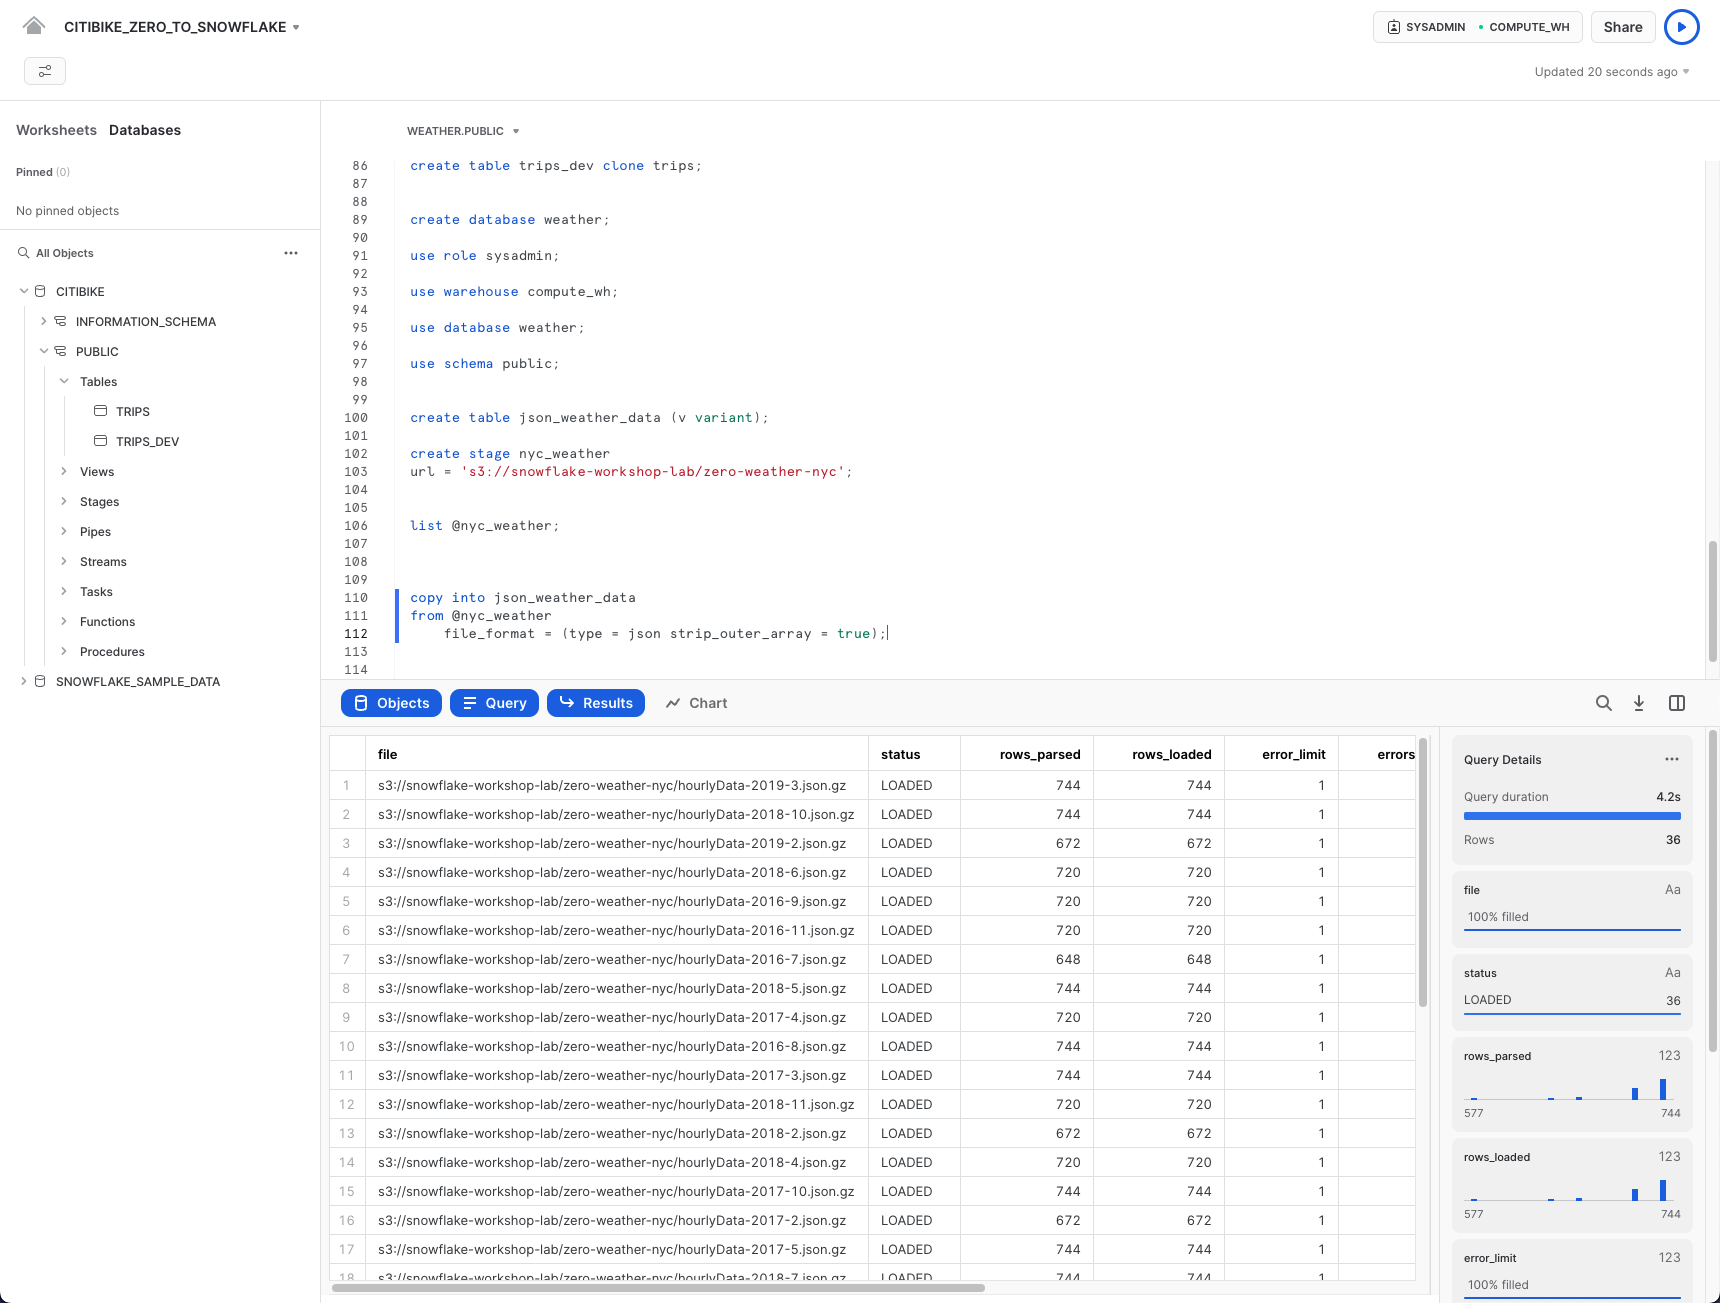 CITIBIKE_ZERO_TO_SNOWFLAKE
SYSADMIN COMPUTE_WH
Share
Updated 20 seconds ago
Worksheets Databases
Pinned (0)
No pinned objects
All Objects
CITIBIKE
INFORMATION_SCHEMA
PUBLIC
Tables
TRIPS
TRIPS_DEV
Views
Stages
Pipes
Streams
Tasks
Functions
Procedures
SNOWFLAKE_SAMPLE_DATA
WEATHER.PUBLIC
86 create table trips_dev clone trips;
87
88
89 create database weather;
90
91 use role sysadmin;
92
93 use warehouse compute_wh;
94
95 use database weather;
96
97 use schema public;
98
99
100 create table json_weather_data (v variant);
101
102 create stage nyc_weather
103 url = 's3://snowflake-workshop-lab/zero-weather-nyc';
104
105
106 list @nyc_weather;
107
108
109
110 copy into json_weather_data
111 from @nyc_weather
112 file_format = (type = json strip_outer_array = true);
113
114
Objects Query Results Chart
file status rows_parsed rows_loaded error_limit errors
1 s3://snowflake-workshop-lab/zero-weather-nyc/hourlyData-2019-3.json.gz LOADED 744 744 1
2 s3://snowflake-workshop-lab/zero-weather-nyc/hourlyData-2018-10.json.gz LOADED 744 744 1
3 s3://snowflake-workshop-lab/zero-weather-nyc/hourlyData-2019-2.json.gz LOADED 672 672 1
4 s3://snowflake-workshop-lab/zero-weather-nyc/hourlyData-2018-6.json.gz LOADED 720 720 1
5 s3://snowflake-workshop-lab/zero-weather-nyc/hourlyData-2016-9.json.gz LOADED 720 720 1
6 s3://snowflake-workshop-lab/zero-weather-nyc/hourlyData-2016-11.json.gz LOADED 720 720 1
7 s3://snowflake-workshop-lab/zero-weather-nyc/hourlyData-2016-7.json.gz LOADED 648 648 1
8 s3://snowflake-workshop-lab/zero-weather-nyc/hourlyData-2018-5.json.gz LOADED 744 744 1
9 s3://snowflake-workshop-lab/zero-weather-nyc/hourlyData-2017-4.json.gz LOADED 720 720 1
10 s3://snowflake-workshop-lab/zero-weather-nyc/hourlyData-2016-8.json.gz LOADED 744 744 1
11 s3://snowflake-workshop-lab/zero-weather-nyc/hourlyData-2017-3.json.gz LOADED 744 744 1
12 s3://snowflake-workshop-lab/zero-weather-nyc/hourlyData-2018-11.json.gz LOADED 720 720 1
13 s3://snowflake-workshop-lab/zero-weather-nyc/hourlyData-2018-2.json.gz LOADED 672 672 1
14 s3://snowflake-workshop-lab/zero-weather-nyc/hourlyData-2018-4.json.gz LOADED 720 720 1
15 s3://snowflake-workshop-lab/zero-weather-nyc/hourlyData-2017-10.json.gz LOADED 744 744 1
16 s3://snowflake-workshop-lab/zero-weather-nyc/hourlyData-2017-2.json.gz LOADED 672 672 1
17 s3://snowflake-workshop-lab/zero-weather-nyc/hourlyData-2017-5.json.gz LOADED 744 744 1
18 s3://snowflake-workshop-lab/zero-weather-nyc/hourlyData-2018-7.json.gz LOADED 744 744 1
Query Details
Query duration 4.2s
Rows 36
file Aa
100% filled
status Aa
LOADED 36
rows_parsed 123
577 744
rows_loaded 123
577 744
error_limit 123
100% filled